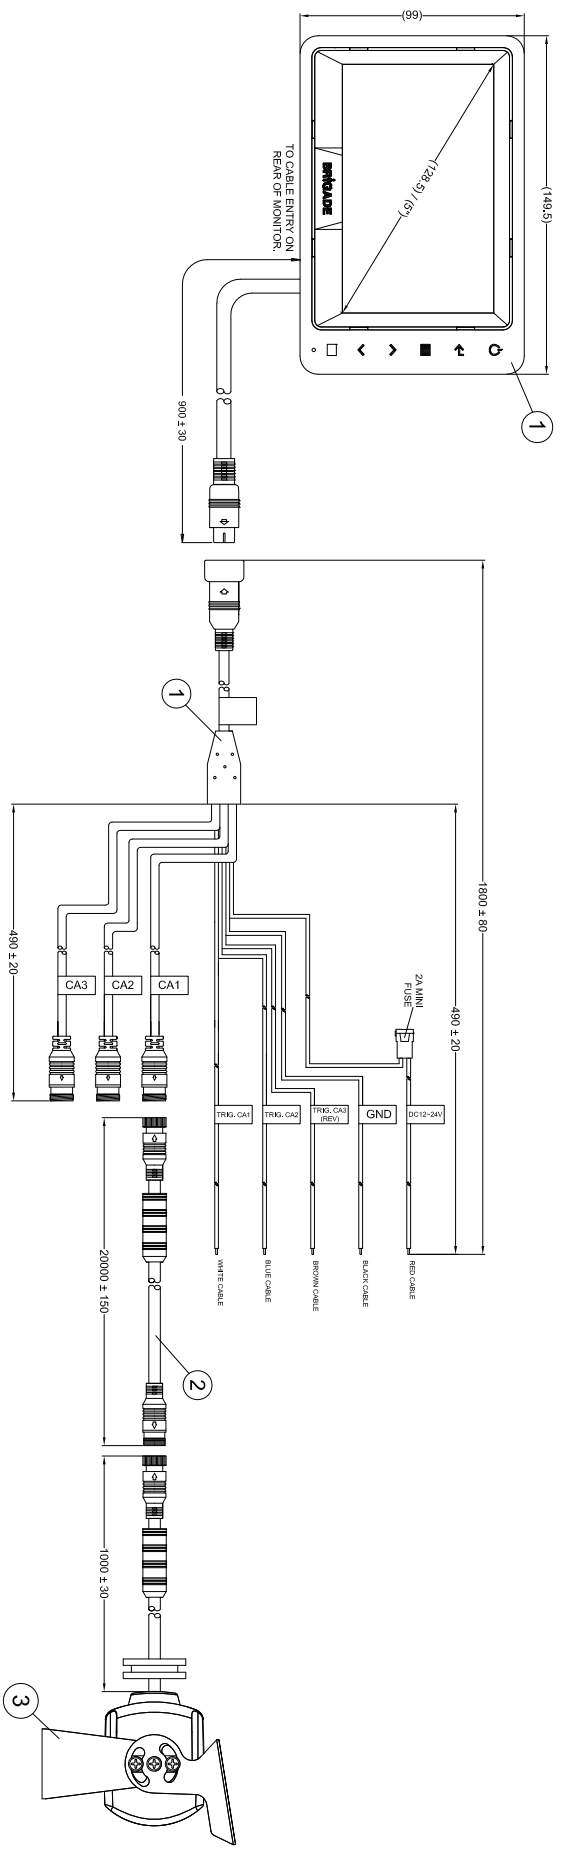 (99)
(149.5)
(128.5) / (5")
BRIGADE
TO CABLE ENTRY ON
REAR OF MONITOR.
1
900 ± 30
1800 ± 80
1
490 ± 20
490 ± 20
2A MINI
FUSE
CA3
CA2
CA1
TRIG. CA1
TRIG. CA2
TRIG. CA3
(REV)
GND
DC12~24V
WHITE CABLE
BLUE CABLE
BROWN CABLE
BLACK CABLE
RED CABLE
20000 ± 150
2
1000 ± 30
3